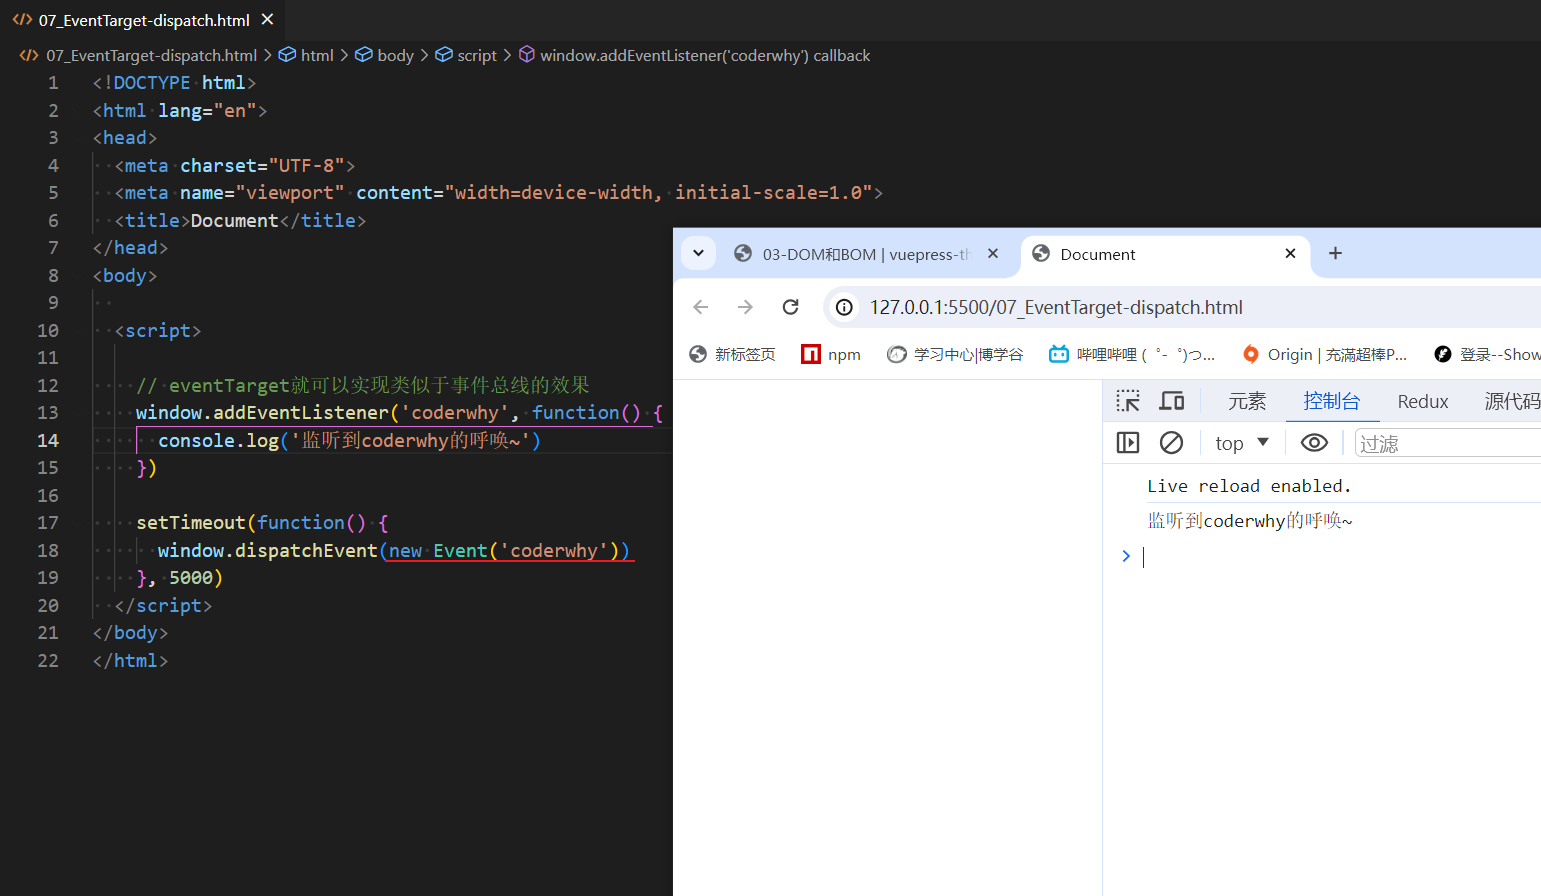 07_EventTarget-dispatch.html
07_EventTarget-dispatch.html > html > body > script > window.addEventListener('coderwhy') callback
1 <!DOCTYPE html>
2 <html lang="en">
3 <head>
4 <meta charset="UTF-8">
5 <meta name="viewport" content="width=device-width, initial-scale=1.0">
6 <title>Document</title>
7 </head>
8 <body>
9
10 <script>
11
12 // eventTarget就可以实现类似于事件总线的效果
13 window.addEventListener('coderwhy', function() {
14 console.log('监听到coderwhy的呼唤~')
15 })
16
17 setTimeout(function() {
18 window.dispatchEvent(new Event('coderwhy'))
19 }, 5000)
20 </script>
21 </body>
22 </html>
03-DOM和BOM | vuepress-th
Document
127.0.0.1:5500/07_EventTarget-dispatch.html
新标签页 npm 学习中心|博学谷 哔哩哔哩 ( ゜- ゜)つ... Origin | 充滿超棒P... 登录--Show
元素 控制台 Redux 源代码
top 过滤
Live reload enabled.
监听到coderwhy的呼唤~